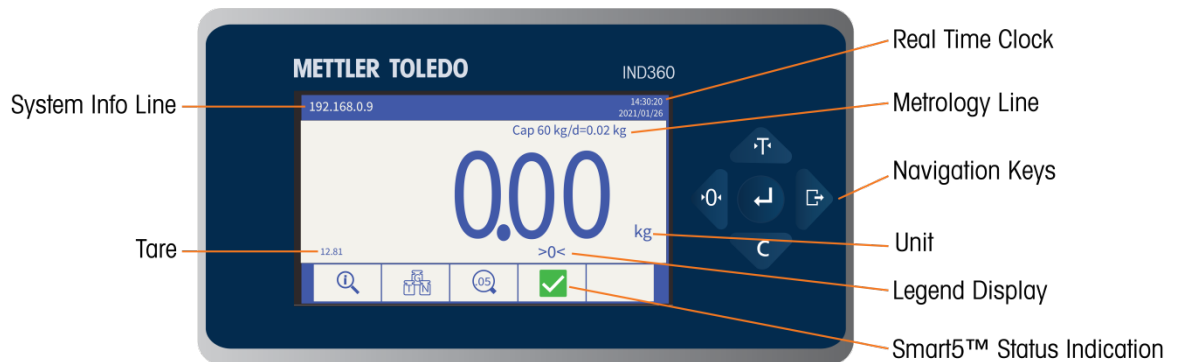 METTLER TOLEDO
IND360
Real Time Clock
System Info Line
192.168.0.9
14:30:20
2021/01/26
Metrology Line
Cap 60 kg/d=0.02 kg
T
0.00
Navigation Keys
0
kg
Unit
Tare
12.81
>0<
C
Legend Display
i
G
T N
.05
Smart5™ Status Indication